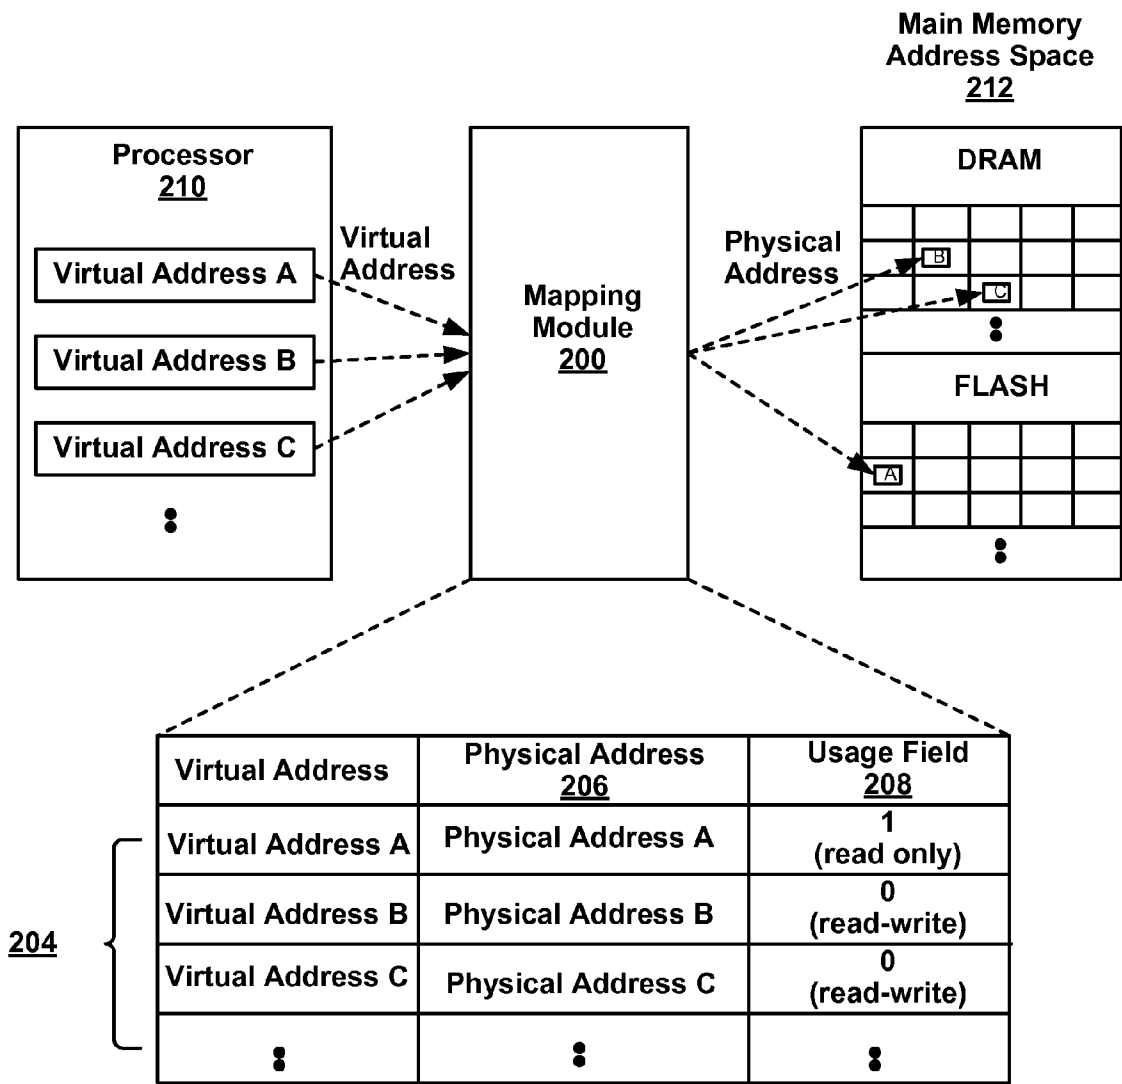 Main Memory
Address Space
212
Processor
210
Virtual Address A
Virtual Address B
Virtual Address C
Virtual
Address
Mapping
Module
200
Physical
Address
DRAM
B
C
FLASH
A
Virtual Address
Physical Address
206
Usage Field
208
204
Virtual Address A
Physical Address A
1
(read only)
Virtual Address B
Physical Address B
0
(read-write)
Virtual Address C
Physical Address C
0
(read-write)